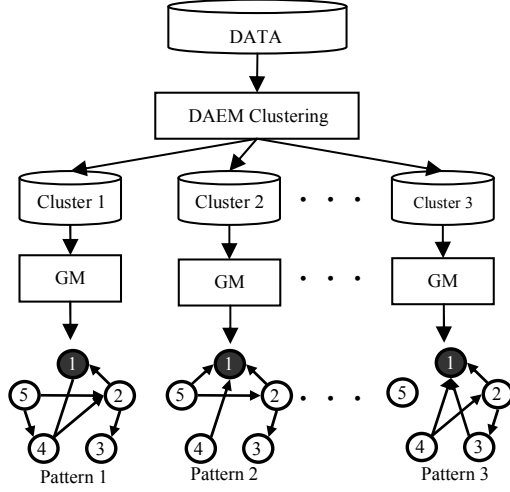 DATA
DAEM Clustering
Cluster 1 Cluster 2 . . . Cluster 3
GM GM . . . GM
1 1 1
5 2 5 2 . . . 5 2
4 3 4 3 4 3
Pattern 1 Pattern 2 Pattern 3